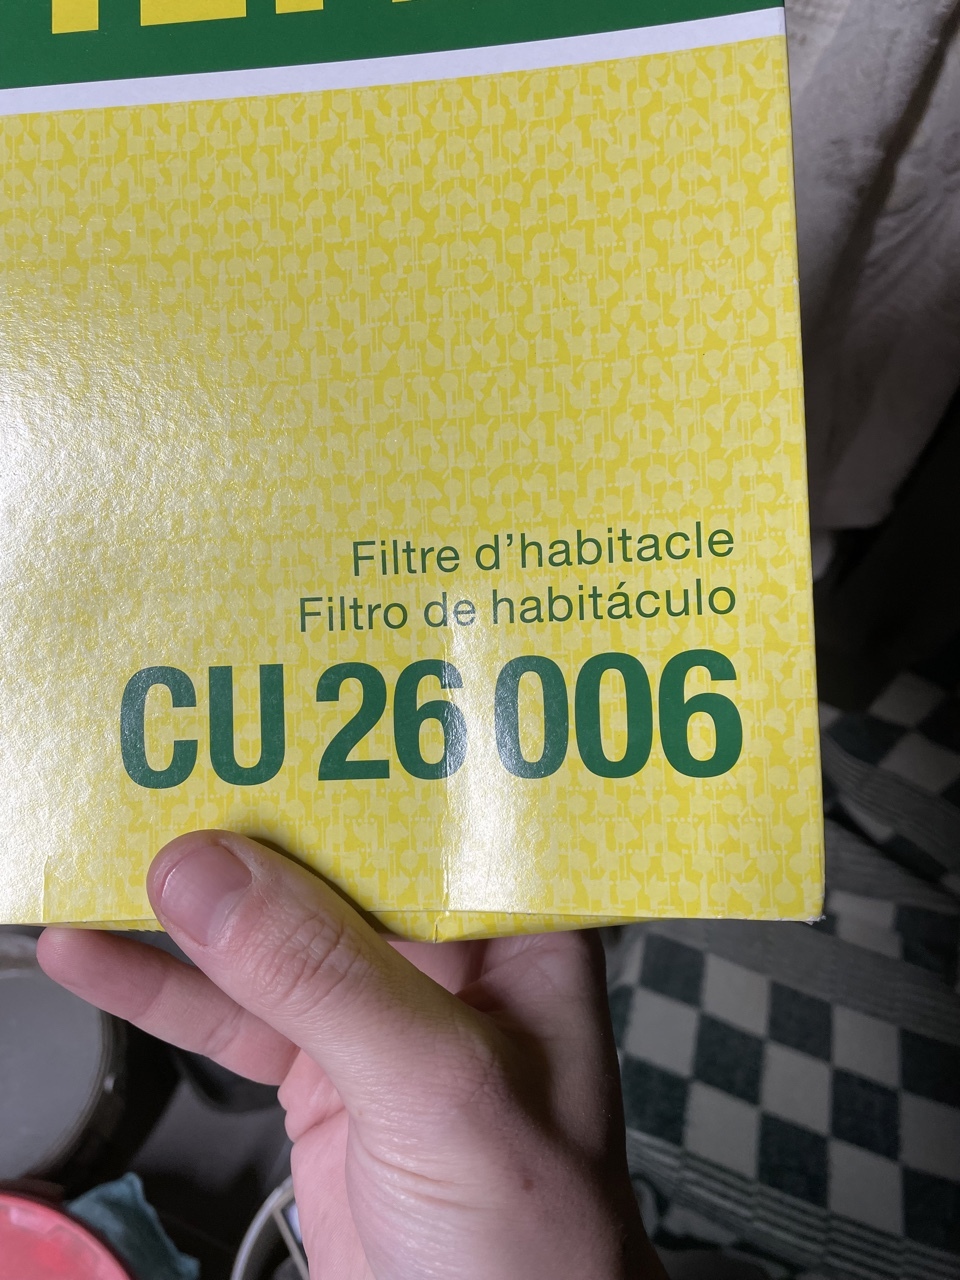 Filtre d’habitacle
Filtro de habitáculo
CU 26 006